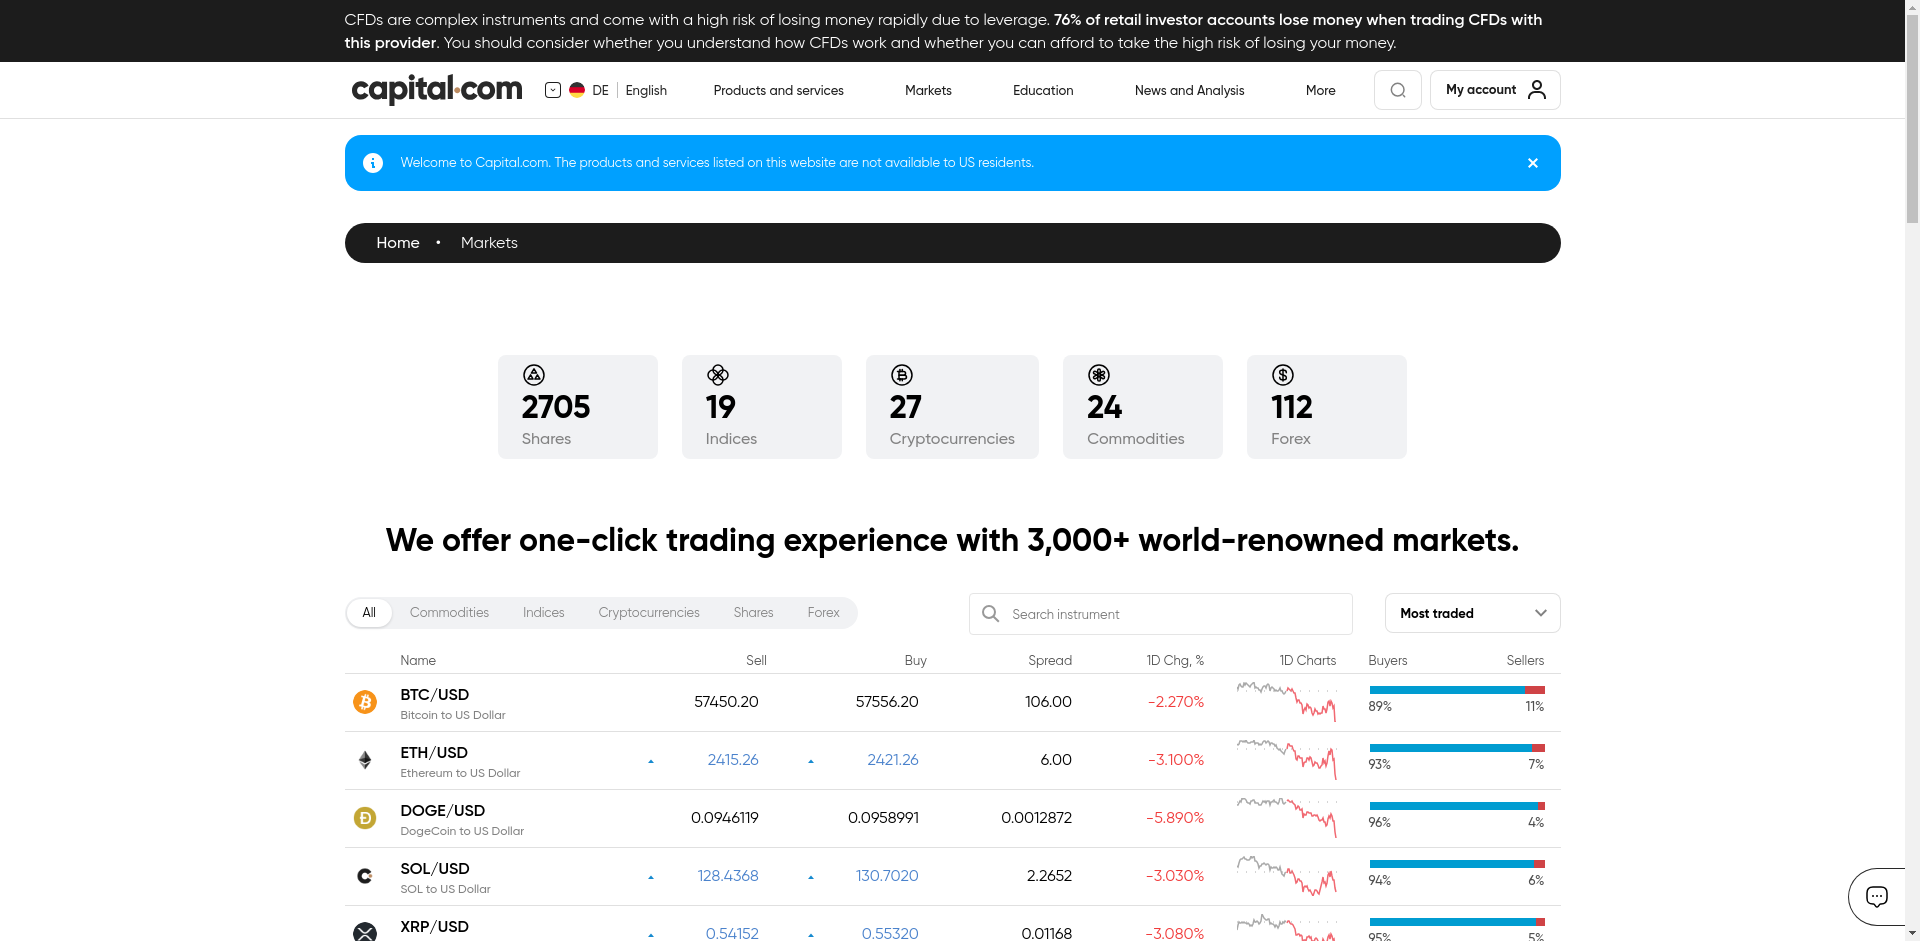 CFDs are complex instruments and come with a high risk of losing money rapidly due to leverage. 76% of retail investor accounts lose money when trading CFDs with
this provider. You should consider whether you understand how CFDs work and whether you can afford to take the high risk of losing your money.
capital.com DE English Products and services Markets Education News and Analysis More My account
Welcome to Capital.com. The products and services listed on this website are not available to US residents.
Home • Markets
2705 19 27 24 112
Shares Indices Cryptocurrencies Commodities Forex
We offer one-click trading experience with 3,000+ world-renowned markets.
All Commodities Indices Cryptocurrencies Shares Forex Search instrument Most traded
Name Sell Buy Spread 1D Chg, % 1D Charts Buyers Sellers
BTC/USD 57450.20 57556.20 106.00 -2.270%
Bitcoin to US Dollar 89% 11%
ETH/USD 2415.26 2421.26 6.00 -3.100%
Ethereum to US Dollar 93% 7%
DOGE/USD 0.0946119 0.0958991 0.0012872 -5.890%
DogeCoin to US Dollar 96% 4%
SOL/USD 128.4368 130.7020 2.2652 -3.030%
SOL to US Dollar 94% 6%
XRP/USD 0.54152 0.55320 0.01168 -3.080%
95% 5%